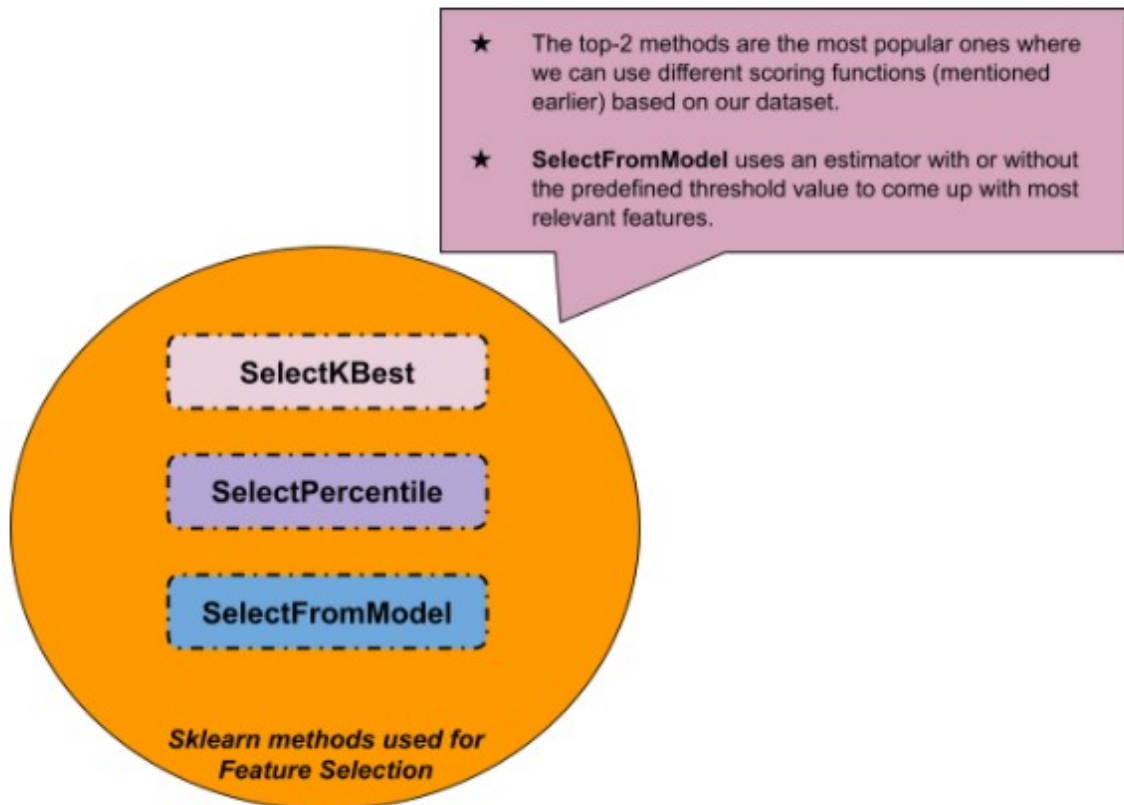 ★ The top-2 methods are the most popular ones where
we can use different scoring functions (mentioned
earlier) based on our dataset.
★ SelectFromModel uses an estimator with or without
the predefined threshold value to come up with most
relevant features.
SelectKBest
SelectPercentile
SelectFromModel
Sklearn methods used for
Feature Selection